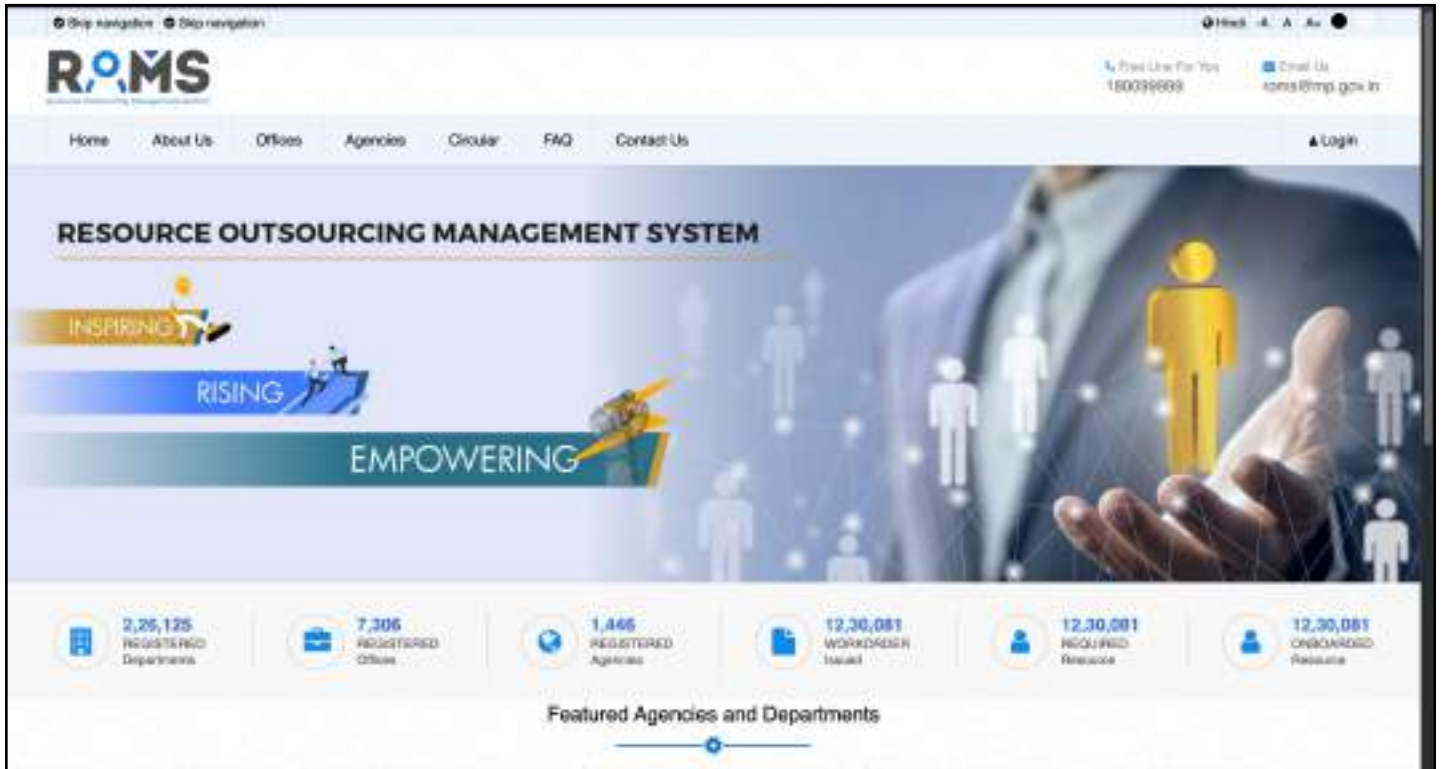 Skip navigation Skip navigation
Hindi -A A A+
ROMS
Free Line For You
180039999
Email Us
roms@mp.gov.in
Home About Us Offices Agencies Circular FAQ Contact Us Login
RESOURCE OUTSOURCING MANAGEMENT SYSTEM
INSPIRING
RISING
EMPOWERING
2,26,125
REGISTERED
Departments
7,306
REGISTERED
Offices
1,446
REGISTERED
Agencies
12,30,081
WORKORDER
Issued
12,30,081
REQUIRED
Resource
12,30,081
ONBOARDED
Resource
Featured Agencies and Departments